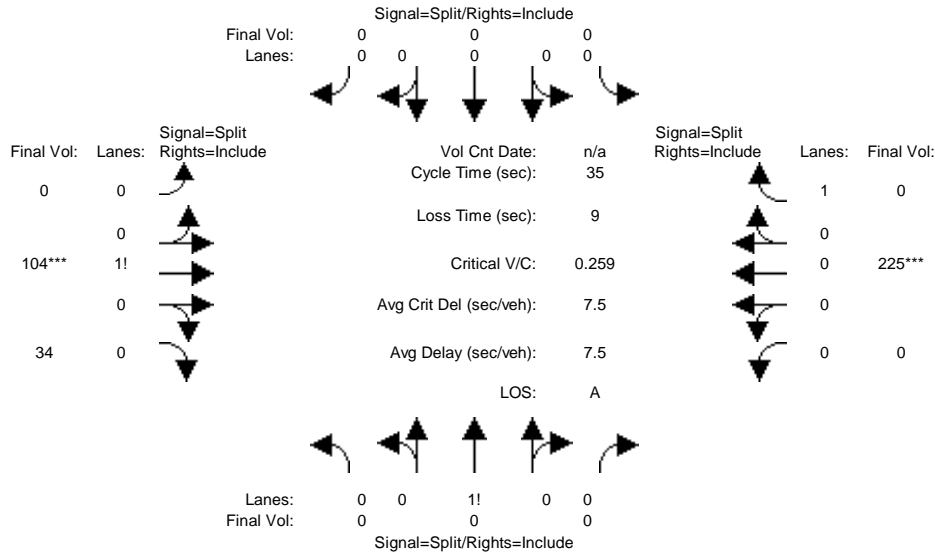 Signal=Split/Rights=Include
Final Vol: 0 0 0
Lanes: 0 0 0 0 0
Signal=Split Signal=Split
Final Vol: Lanes: Rights=Include Vol Cnt Date: n/a Rights=Include Lanes: Final Vol:
Cycle Time (sec): 35
0 0 1 0
Loss Time (sec): 9
0 0
104*** 1! Critical V/C: 0.259 0 225***
0 Avg Crit Del (sec/veh): 7.5 0
34 0 Avg Delay (sec/veh): 7.5 0 0
LOS: A
Lanes: 0 0 1! 0 0
Final Vol: 0 0 0
Signal=Split/Rights=Include